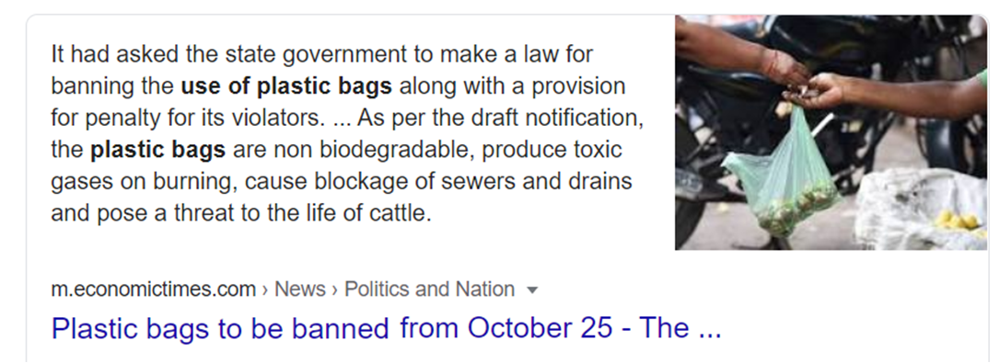 It had asked the state government to make a law for
banning the use of plastic bags along with a provision
for penalty for its violators. ... As per the draft notification,
the plastic bags are non biodegradable, produce toxic
gases on burning, cause blockage of sewers and drains
and pose a threat to the life of cattle.
m.economictimes.com › News › Politics and Nation
Plastic bags to be banned from October 25 - The ...